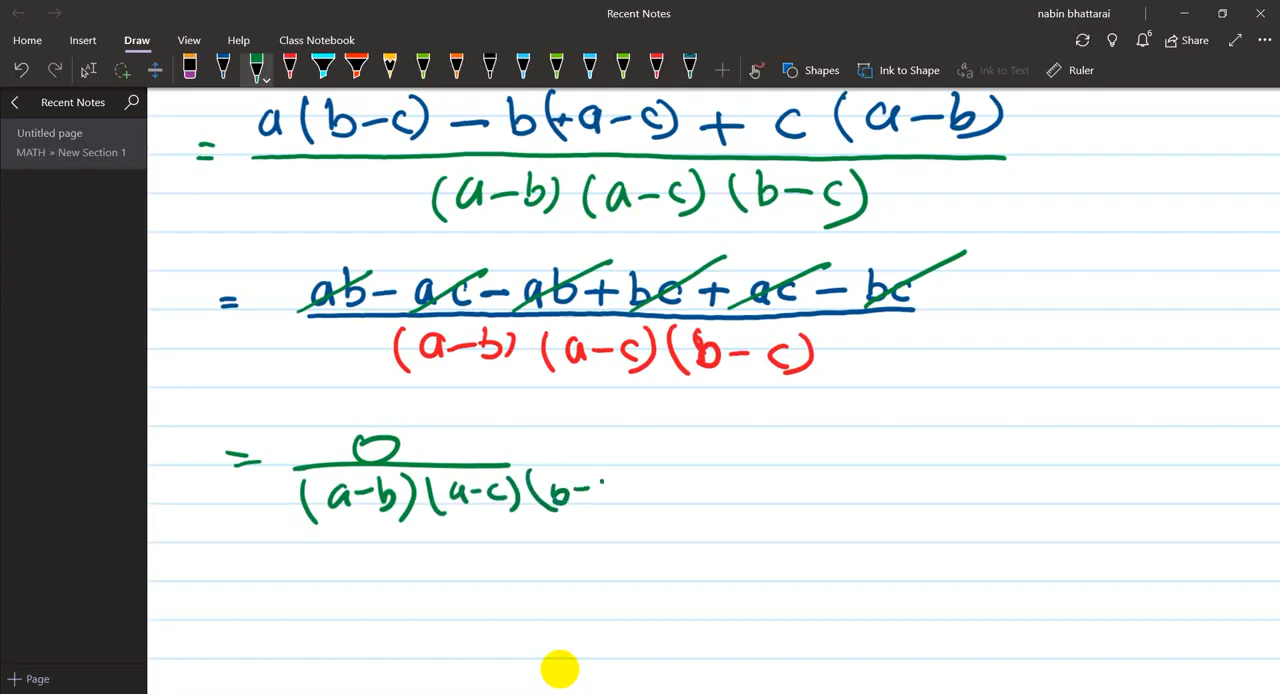 Recent Notes
nabin bhattarai
Home Insert Draw View Help Class Notebook
6
Share
Shapes Ink to Shape Ink to Text Ruler
Recent Notes
Untitled page
MATH » New Section 1
= a(b-c) - b(+a-c) + c (a-b)
(a-b) (a-c) (b-c)
= ab - ac - ab + bc + ac - bc
(a-b) (a-c) (b-c)
= 0
(a-b)(a-c)(b-
+ Page